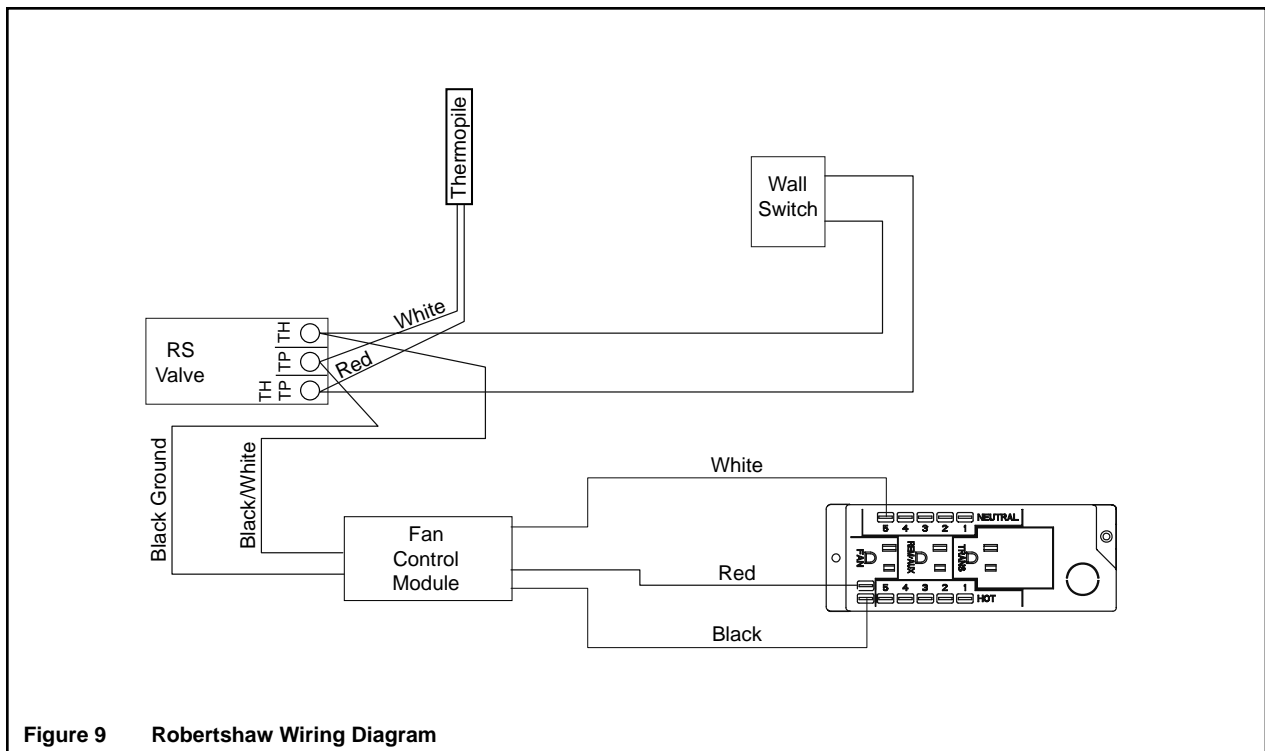 Thermopile
Wall
Switch
White
Red
RS
Valve
TH
TP
TH
TP
Black Ground
Black/White
White
Fan
Control
Module
Red
Black
5 4 3 2 1 NEUTRAL
FAN
REM/AUX
TRANS
5 4 3 2 1 HOT
Figure 9 Robertshaw Wiring Diagram